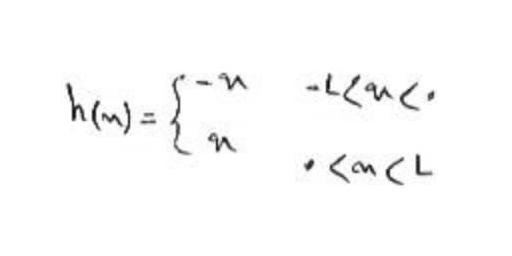 h(x) = { -x    -L < x < 0
x    0 < x < L